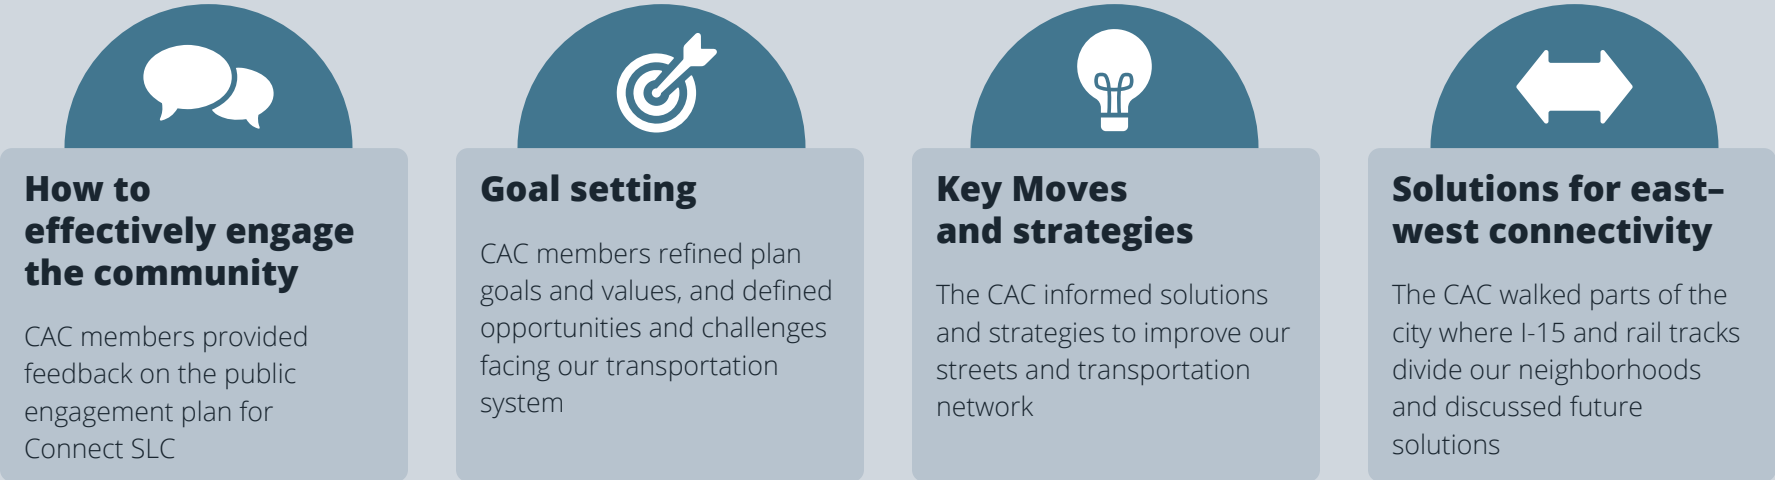 How to
effectively engage
the community
CAC members provided
feedback on the public
engagement plan for
Connect SLC
Goal setting
CAC members refined plan
goals and values, and defined
opportunities and challenges
facing our transportation
system
Key Moves
and strategies
The CAC informed solutions
and strategies to improve our
streets and transportation
network
Solutions for east–
west connectivity
The CAC walked parts of the
city where I-15 and rail tracks
divide our neighborhoods
and discussed future
solutions